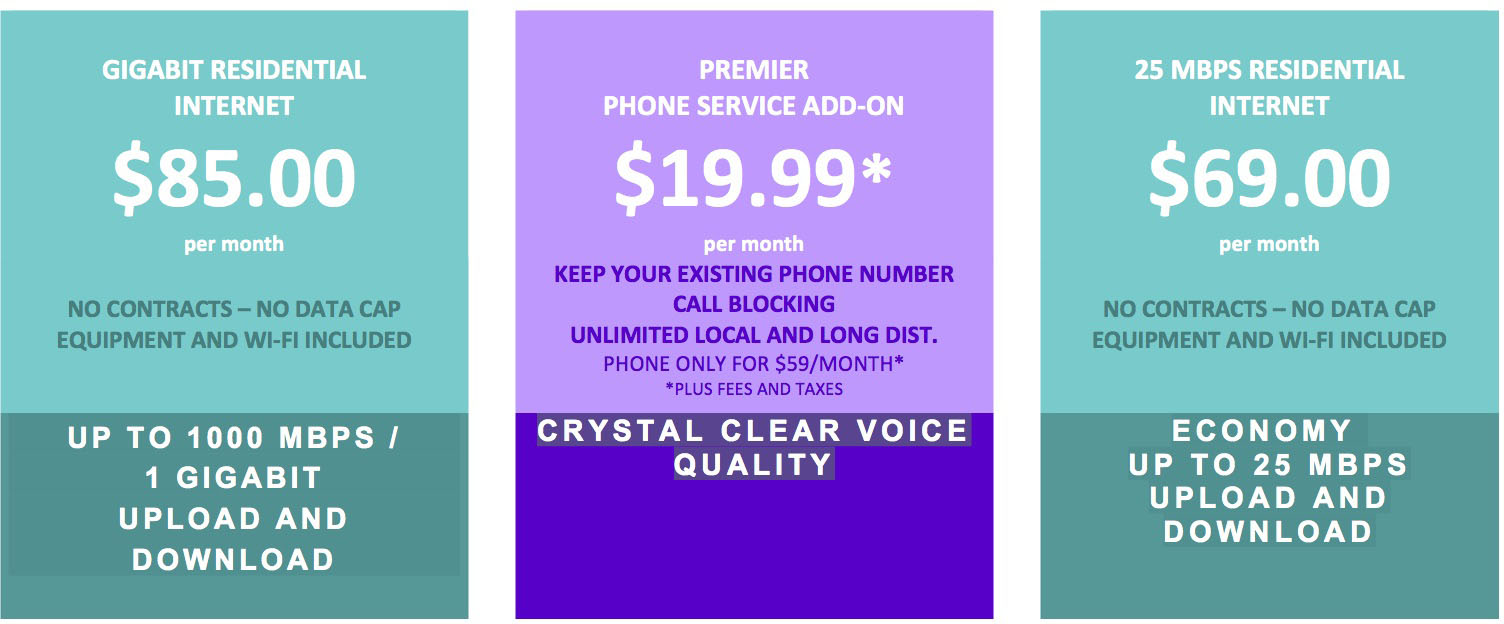 GIGABIT RESIDENTIAL
INTERNET
$85.00
per month
NO CONTRACTS – NO DATA CAP
EQUIPMENT AND WI-FI INCLUDED
UP TO 1000 MBPS /
1 GIGABIT
UPLOAD AND
DOWNLOAD
PREMIER
PHONE SERVICE ADD-ON
$19.99*
per month
KEEP YOUR EXISTING PHONE NUMBER
CALL BLOCKING
UNLIMITED LOCAL AND LONG DIST.
PHONE ONLY FOR $59/MONTH*
*PLUS FEES AND TAXES
CRYSTAL CLEAR VOICE
QUALITY
25 MBPS RESIDENTIAL
INTERNET
$69.00
per month
NO CONTRACTS – NO DATA CAP
EQUIPMENT AND WI-FI INCLUDED
ECONOMY
UP TO 25 MBPS
UPLOAD AND
DOWNLOAD